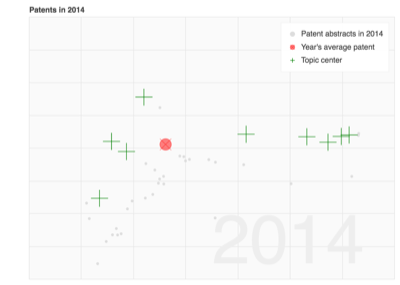 Patents in 2014
Patent abstracts in 2014
Year's average patent
Topic center
2014